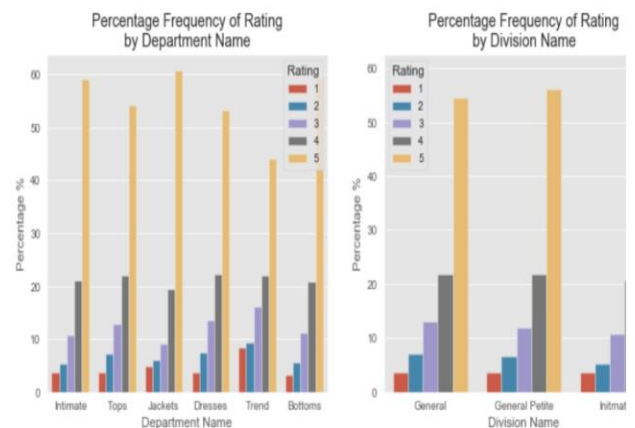 Percentage Frequency of Rating
by Department Name
Rating
1
2
3
4
5
60
50
40
30
20
10
0
Percentage %
Intimate Tops Jackets Dresses Trend Bottoms
Department Name
Percentage Frequency of Rating
by Division Name
Rating
1
2
3
4
5
60
50
40
30
20
10
0
Percentage %
General General Petite Initmat
Division Name